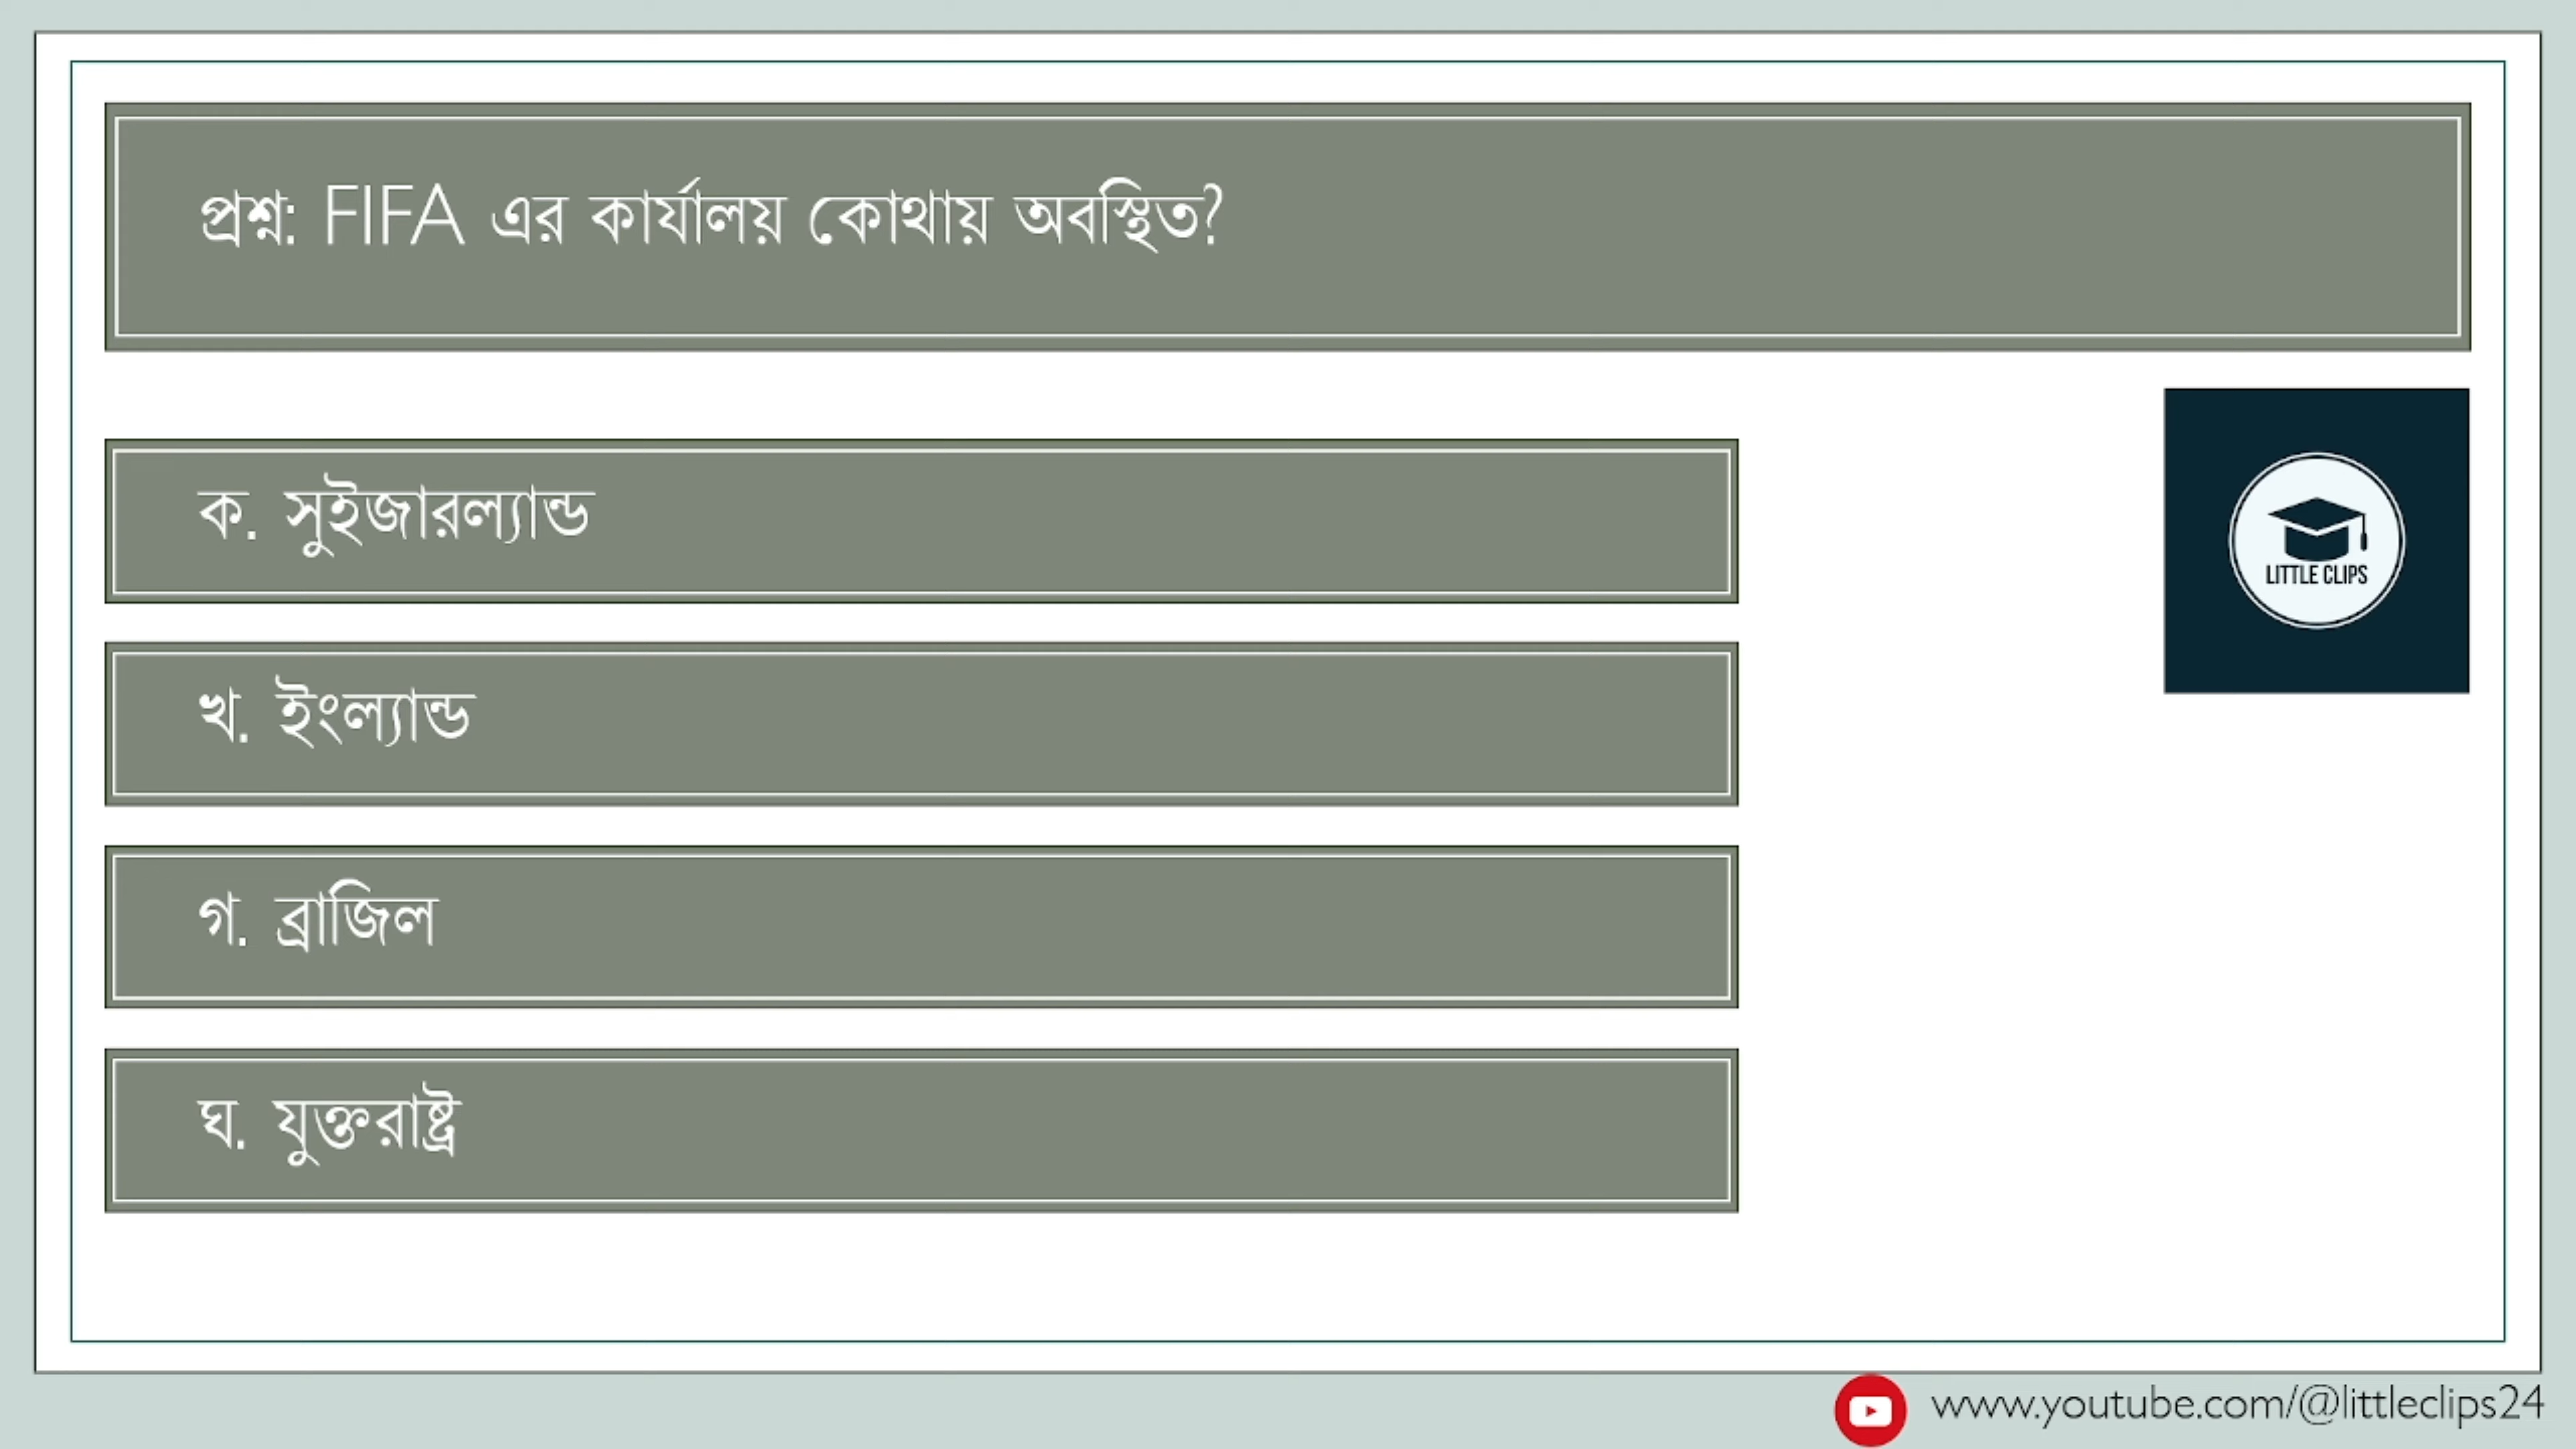 প্রশ্ন: FIFA এর কার্যালয় কোথায় অবস্থিত?
ক. সুইজারল্যান্ড
LITTLE CLIPS
খ. ইংল্যান্ড
গ. ব্রাজিল
ঘ. যুক্তরাষ্ট্র
www.youtube.com/@littleclips24